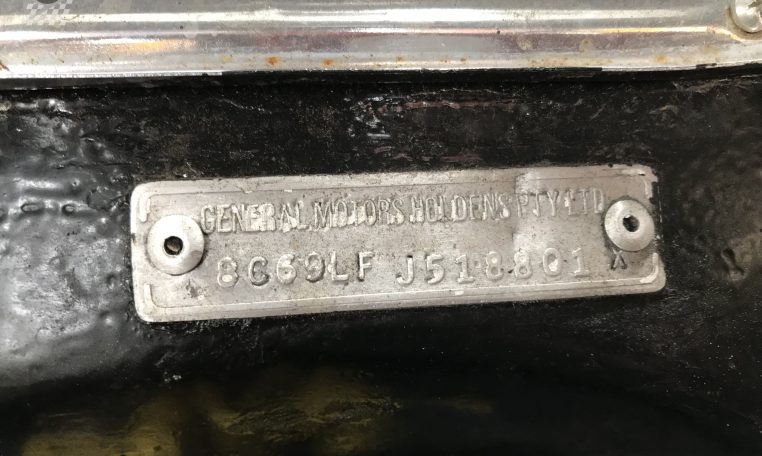 GENERAL MOTORS HOLDENS PTY LTD
8C69LF J518801 X